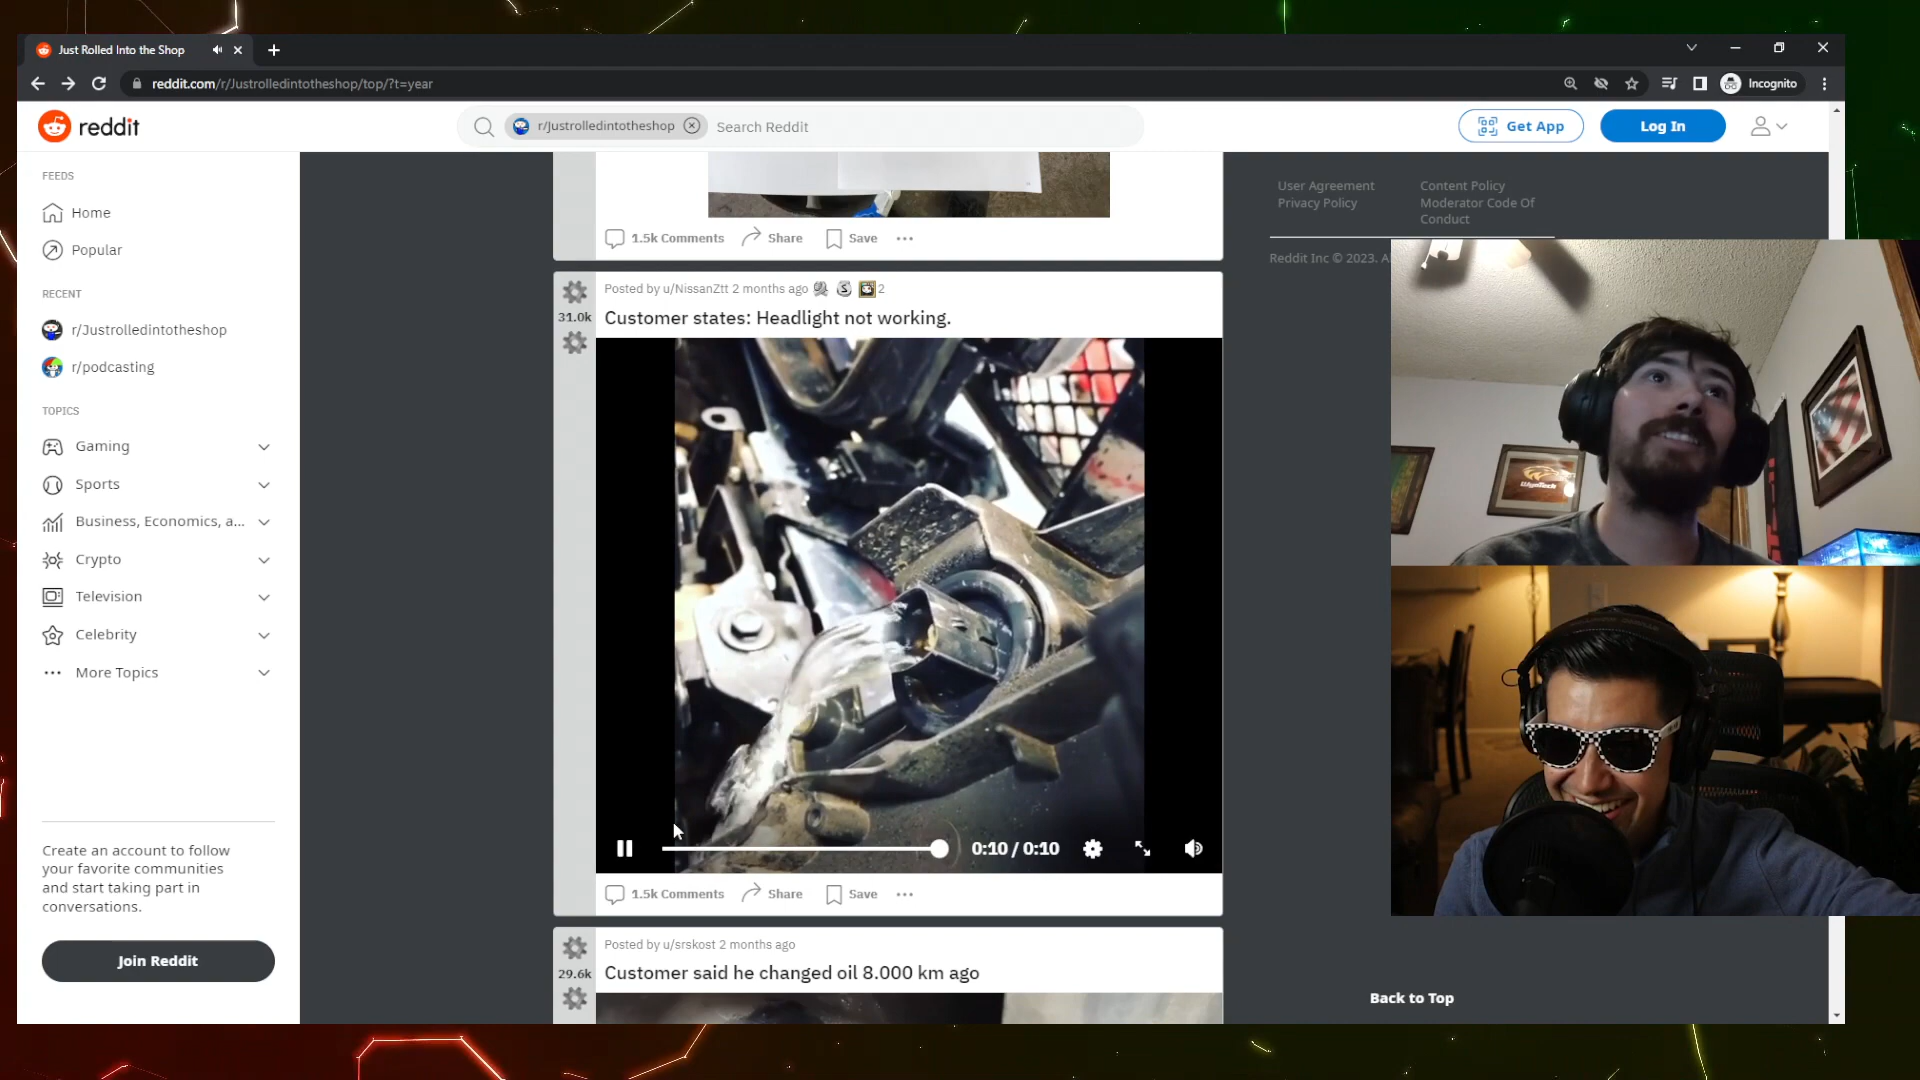 Just Rolled Into the Shop
reddit.com/r/Justrolledintotheshop/top/?t=year
Incognito
reddit
r/Justrolledintotheshop
Search Reddit
Get App
Log In
FEEDS
Home
Popular
RECENT
r/Justrolledintotheshop
r/podcasting
TOPICS
Gaming
Sports
Business, Economics, a...
Crypto
Television
Celebrity
More Topics
Create an account to follow
your favorite communities
and start taking part in
conversations.
Join Reddit
1.5k Comments
Share
Save
Posted by u/NissanZtt 2 months ago
2
31.0k
Customer states: Headlight not working.
0:10 / 0:10
1.5k Comments
Share
Save
Posted by u/srskost 2 months ago
29.6k
Customer said he changed oil 8.000 km ago
User Agreement
Content Policy
Privacy Policy
Moderator Code Of
Conduct
Reddit Inc © 2023. A
Back to Top